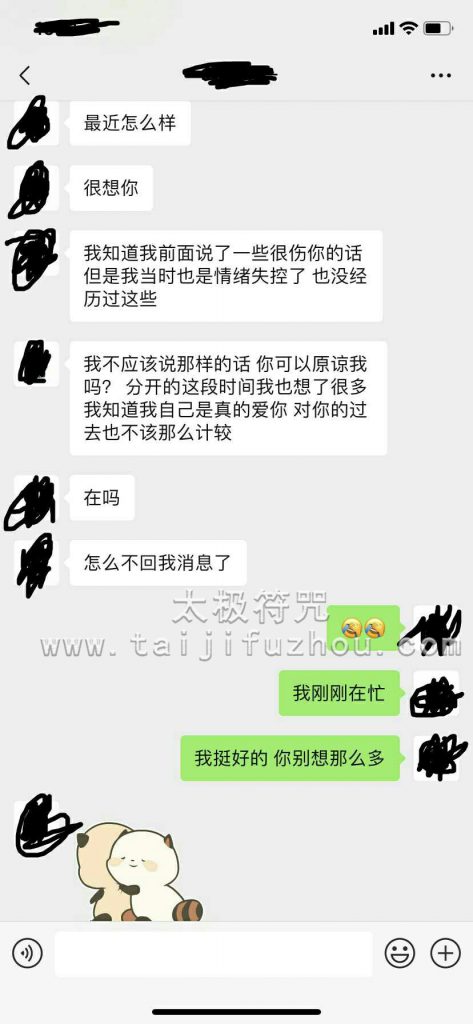 最近怎么样
很想你
我知道我前面说了一些很伤你的话
但是我当时也是情绪失控了 也没经
历过这些
我不应该说那样的话 你可以原谅我
吗? 分开的这段时间我也想了很多
我知道我自己是真的爱你 对你的过
去也不该那么计较
在吗
怎么不回我消息了
太极符咒
www.taijifuzhou.com
我刚刚在忙
我挺好的 你别想那么多